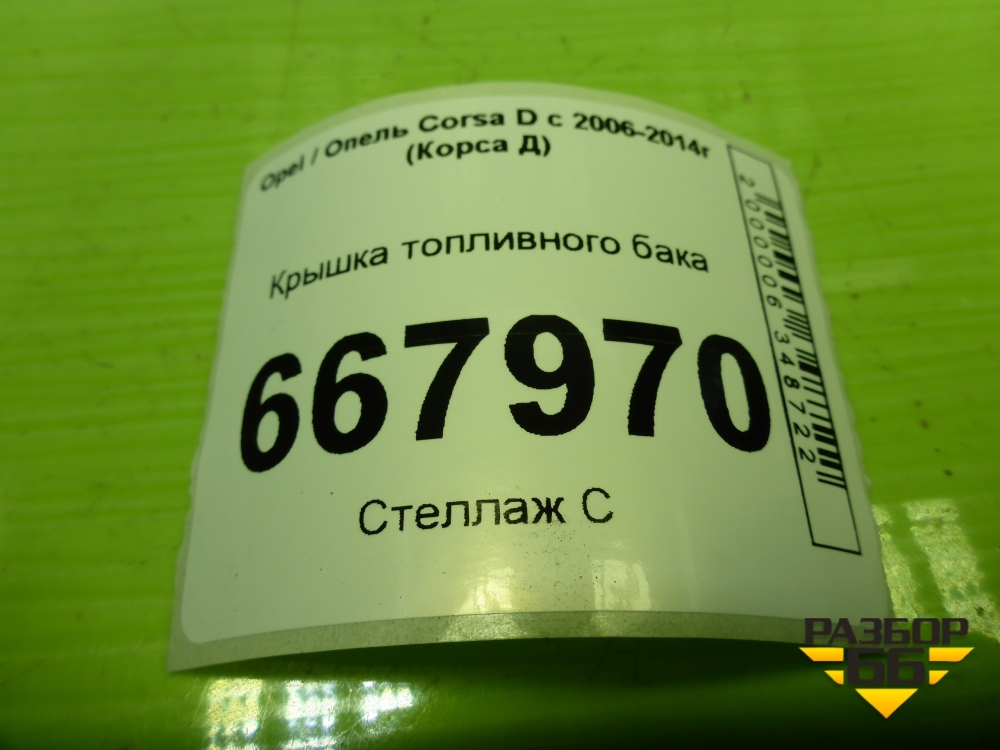 Opel / Опель Corsa D с 2006-2014г
(Корса Д)
Крышка топливного бака
667970
Стеллаж С
2000006348722
РАЗБОР
66